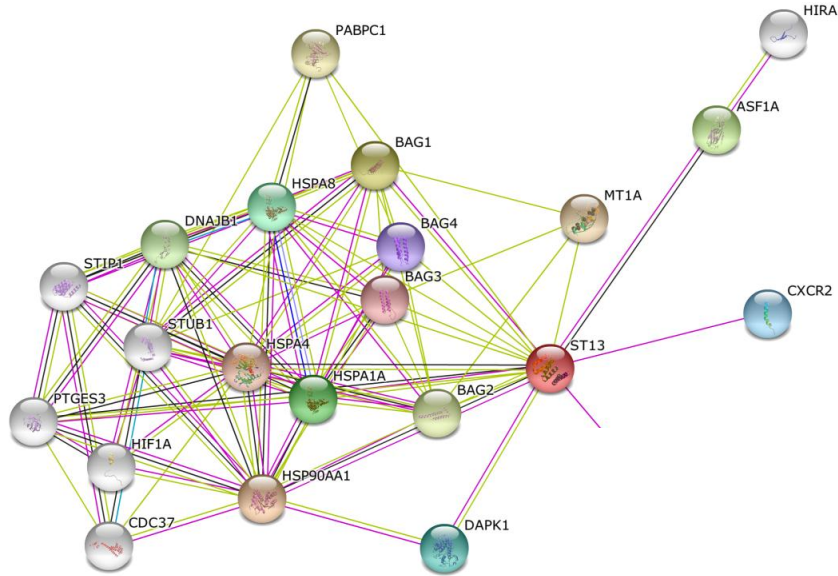 HIRA
PABPC1
ASF1A
BAG1
HSPA8
MT1A
DNAJB1
BAG4
STIP1
BAG3
CXCR2
STUB1
HSPA4
ST13
HSPA1A
PTGES3
BAG2
HIF1A
HSP90AA1
CDC37
DAPK1